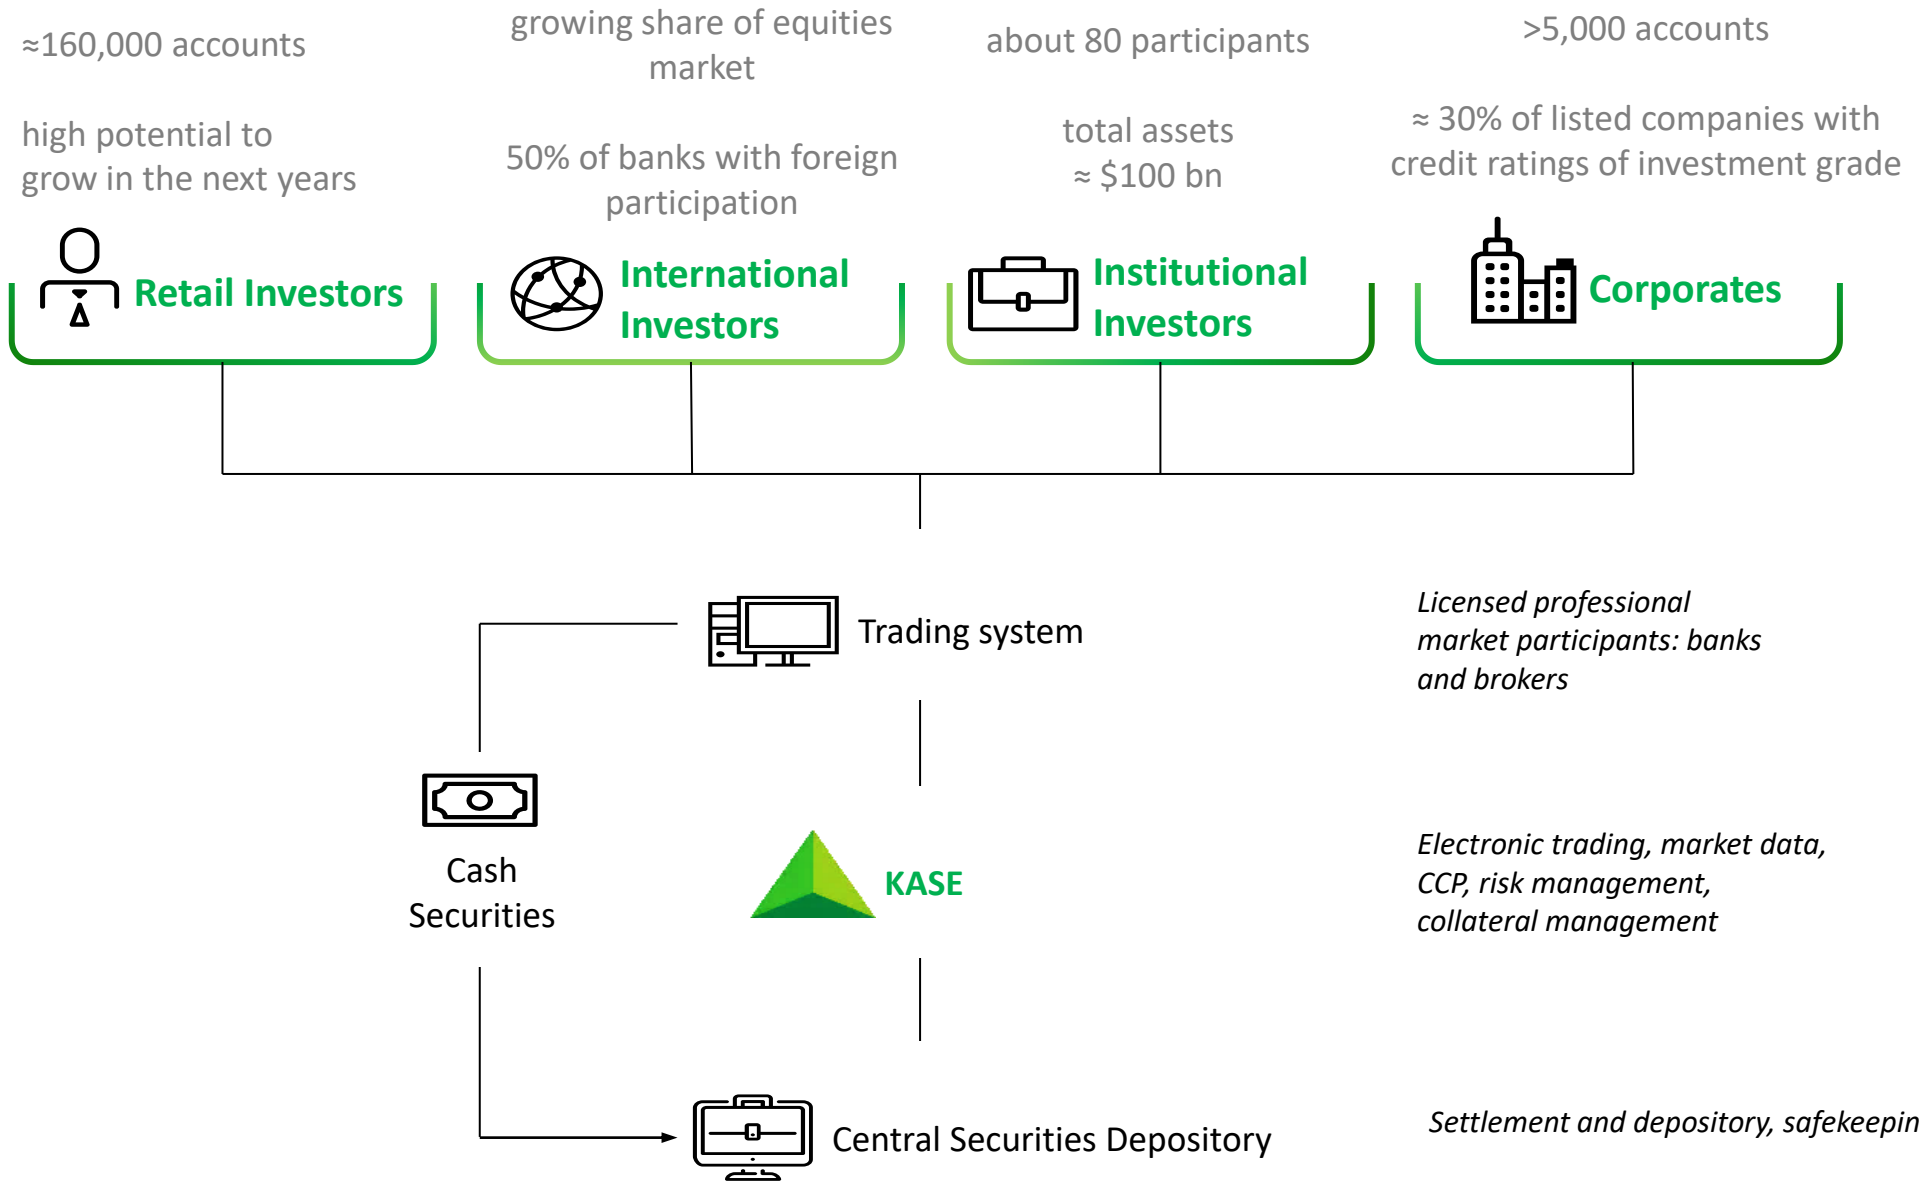 ≈160,000 accounts
high potential to
grow in the next years
growing share of equities
market
50% of banks with foreign
participation
about 80 participants
total assets
≈ $100 bn
>5,000 accounts
≈ 30% of listed companies with
credit ratings of investment grade
Retail Investors
International
Investors
Institutional
Investors
Corporates
Trading system
Licensed professional
market participants: banks
and brokers
Cash
Securities
KASE
Electronic trading, market data,
CCP, risk management,
collateral management
Central Securities Depository
Settlement and depository, safekeepin